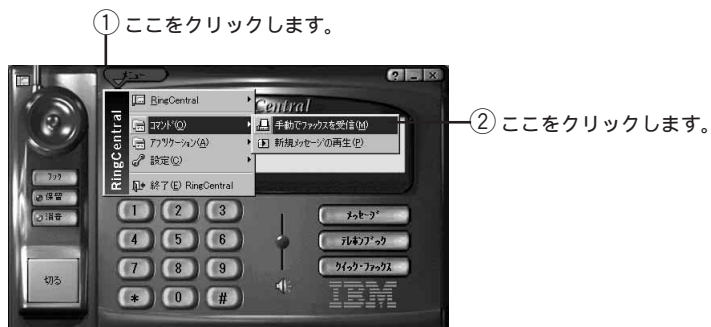 ① ここをクリックします。
メニュー
? _ ×
RingCentral
RingCentral
Central
コマンド(O)
手動でファックスを受信(M)
② ここをクリックします。
アプリケーション(A)
新規メッセージの再生(P)
設定(C)
終了(E) RingCentral
フック
保留
消音
切る
1 2 3
4 5 6
7 8 9
* 0 #
メッセージ
テレホンブック
クイック・ファックス
IBM